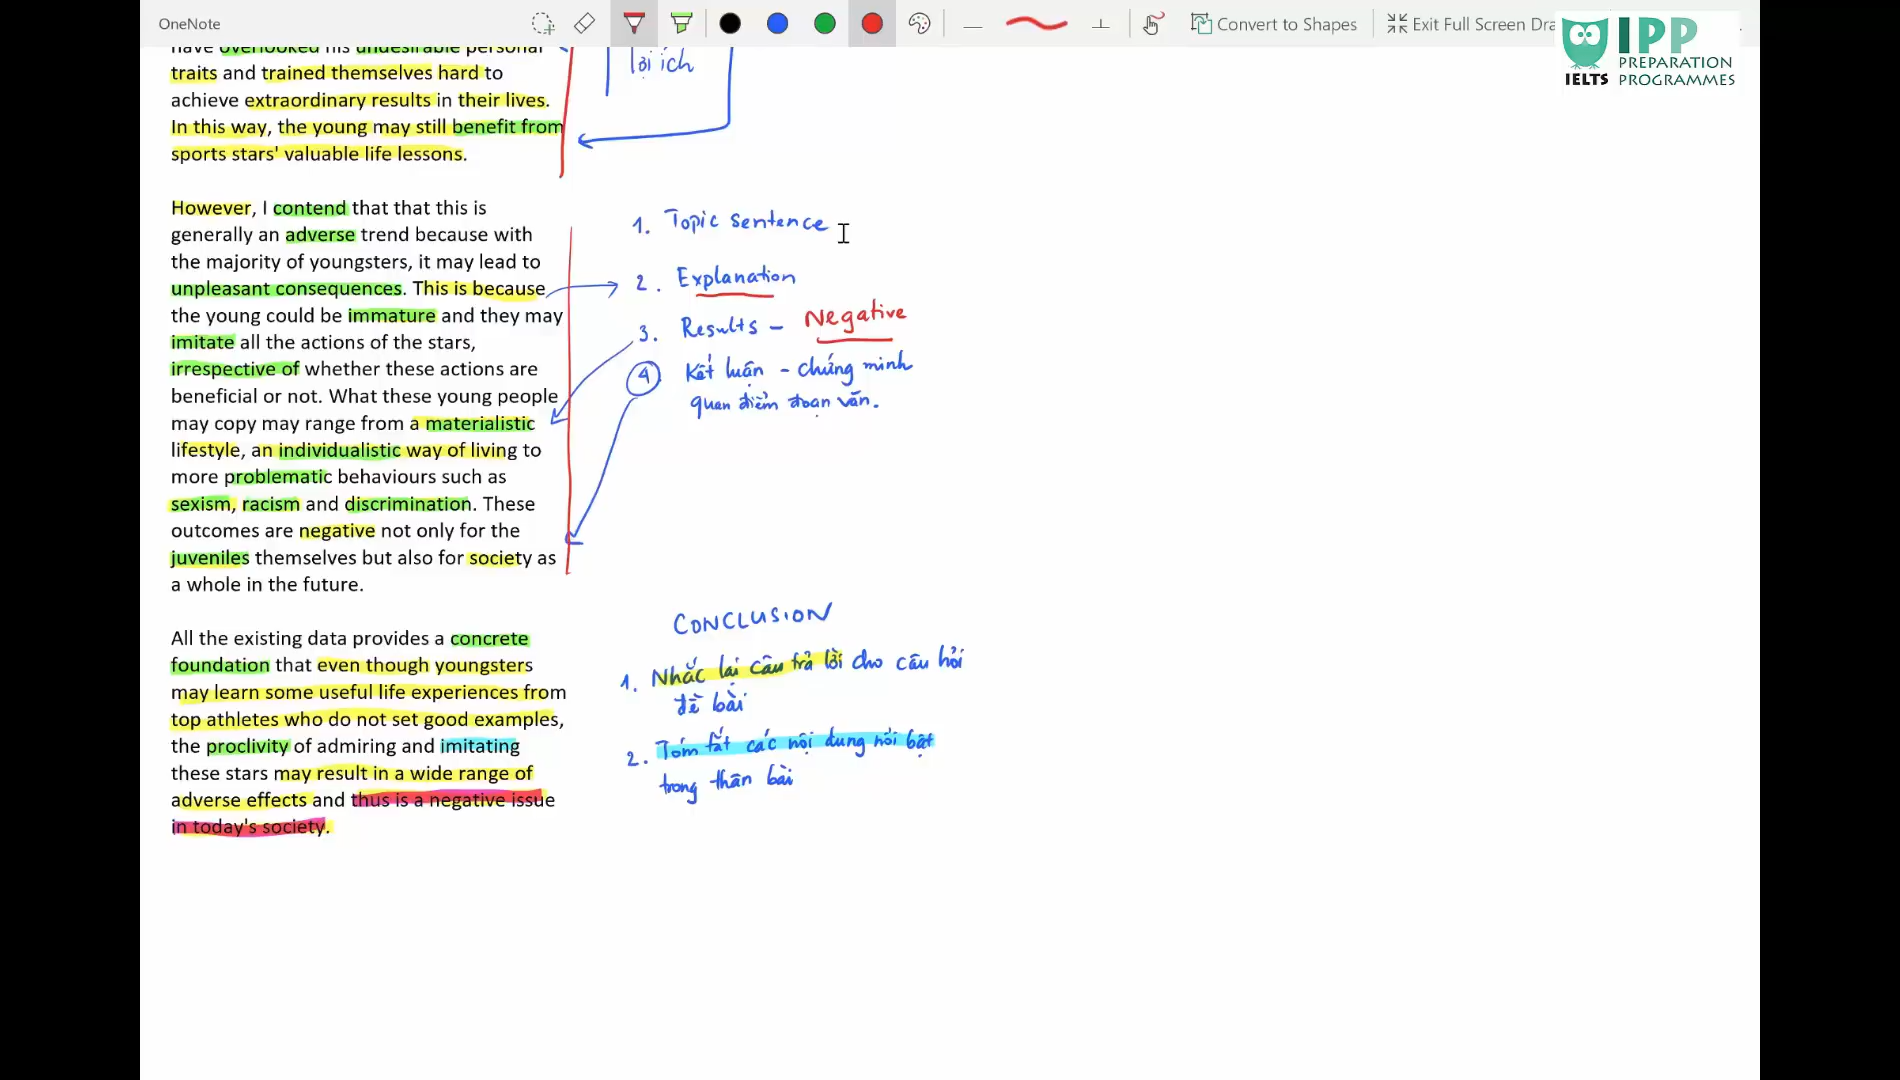 OneNote
Convert to Shapes
Exit Full Screen Dra
IPP
IELTS PREPARATION PROGRAMMES
have overlooked his undesirable personal
traits and trained themselves hard to
achieve extraordinary results in their lives.
In this way, the young may still benefit from
sports stars' valuable life lessons.
lợi ích
However, I contend that that this is
generally an adverse trend because with
the majority of youngsters, it may lead to
unpleasant consequences. This is because
the young could be immature and they may
imitate all the actions of the stars,
irrespective of whether these actions are
beneficial or not. What these young people
may copy may range from a materialistic
lifestyle, an individualistic way of living to
more problematic behaviours such as
sexism, racism and discrimination. These
outcomes are negative not only for the
juveniles themselves but also for society as
a whole in the future.
1. Topic sentence
2. Explanation
3. Results - Negative
4 Kết luận - chứng minh
quan điểm đoạn văn.
All the existing data provides a concrete
foundation that even though youngsters
may learn some useful life experiences from
top athletes who do not set good examples,
the proclivity of admiring and imitating
these stars may result in a wide range of
adverse effects and thus is a negative issue
in today's society.
CONCLUSION
1. Nhắc lại câu trả lời cho câu hỏi
đề bài
2. Tóm tắt các nội dung nổi bật
trong thân bài